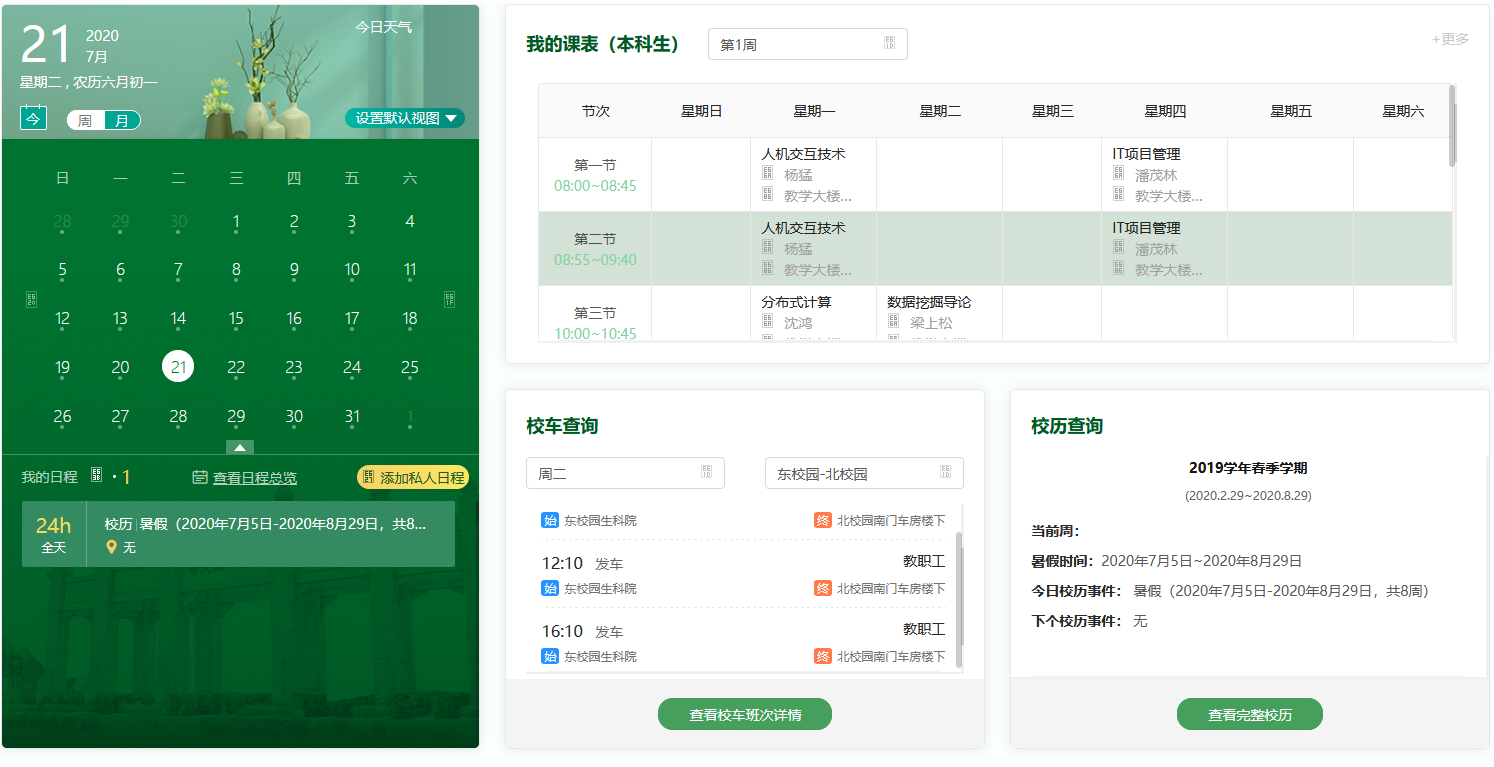 21
2020
7月
今日天气
星期二 , 农历六月初一
今
周 月
设置默认视图
日 一 二 三 四 五 六
28 29 30 1 2 3 4
5 6 7 8 9 10 11
12 13 14 15 16 17 18
19 20 21 22 23 24 25
26 27 28 29 30 31 1
我的日程 · 1 查看日程总览 添加私人日程
24h
全天
校历 | 暑假（2020年7月5日-2020年8月29日，共8...
无
我的课表（本科生） 第1周 +更多
节次 星期日 星期一 星期二 星期三 星期四 星期五 星期六
第一节
08:00~08:45
人机交互技术
杨猛
教学大楼...
IT项目管理
潘茂林
教学大楼...
第二节
08:55~09:40
人机交互技术
杨猛
教学大楼...
IT项目管理
潘茂林
教学大楼...
第三节
10:00~10:45
分布式计算
沈鸿
数据挖掘导论
梁上松
校车查询
周二 东校园-北校园
始 东校园生科院 终 北校园南门车房楼下
12:10 发车 教职工
始 东校园生科院 终 北校园南门车房楼下
16:10 发车 教职工
始 东校园生科院 终 北校园南门车房楼下
查看校车班次详情
校历查询
2019学年春季学期
(2020.2.29~2020.8.29)
当前周：
暑假时间：2020年7月5日~2020年8月29日
今日校历事件： 暑假（2020年7月5日-2020年8月29日，共8周）
下个校历事件： 无
查看完整校历